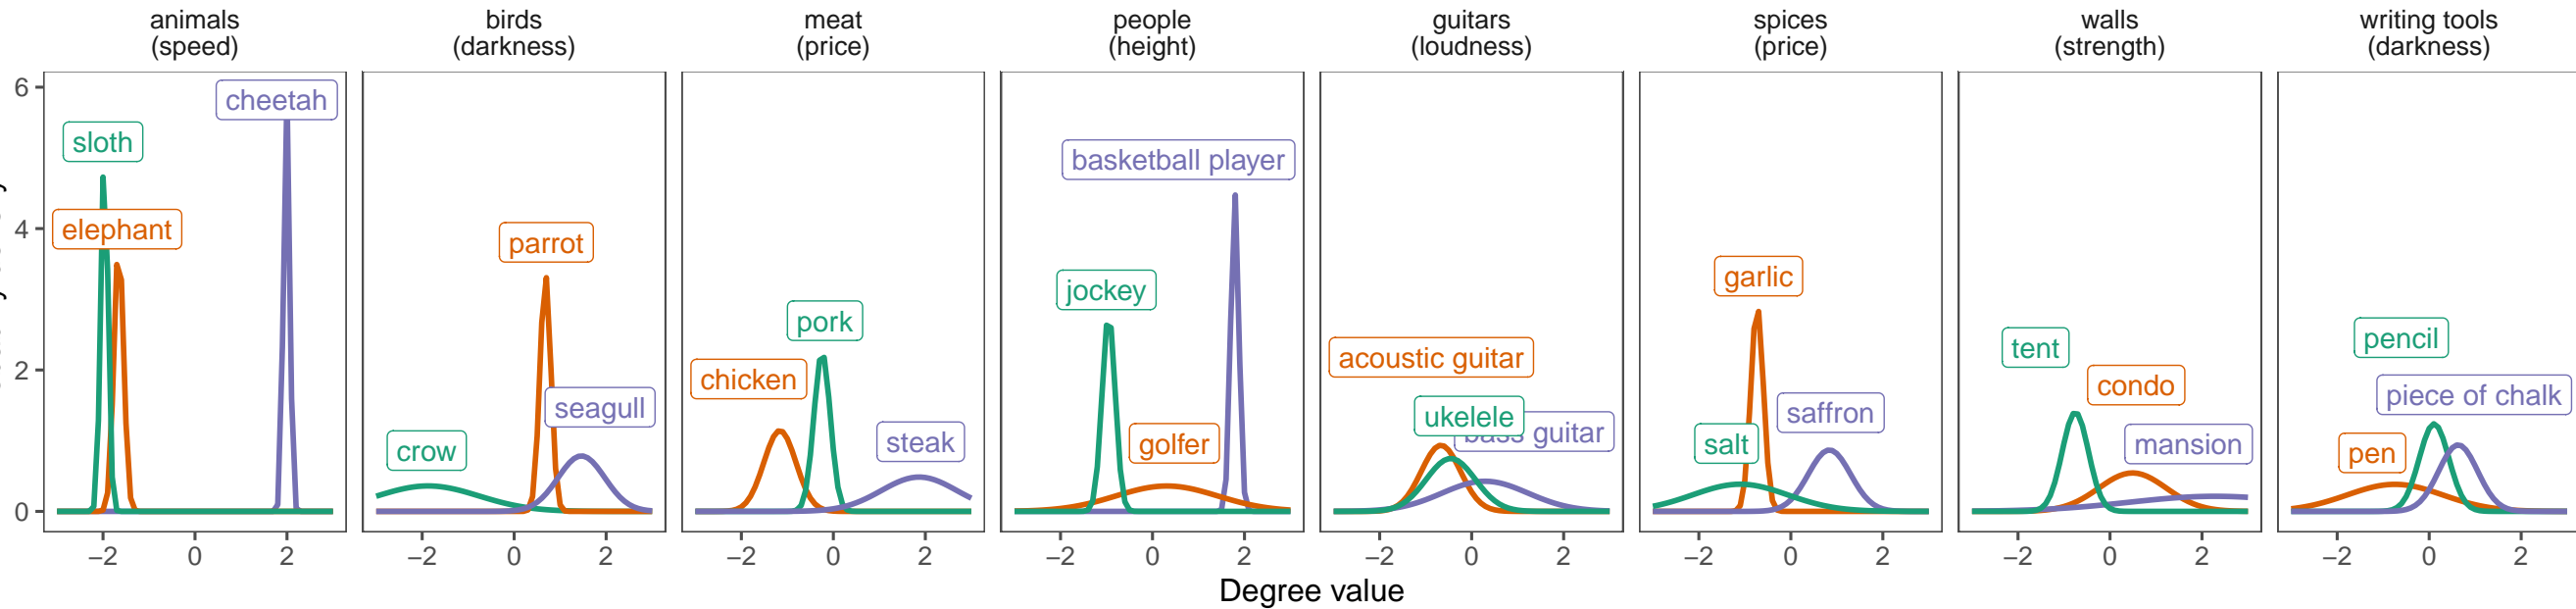 animals
(speed)
birds
(darkness)
meat
(price)
people
(height)
guitars
(loudness)
spices
(price)
walls
(strength)
writing tools
(darkness)
6
4
2
0
cheetah
sloth
elephant
parrot
seagull
crow
pork
chicken
steak
basketball player
jockey
golfer
acoustic guitar
ukelele
bass guitar
garlic
saffron
salt
tent
condo
mansion
pencil
piece of chalk
pen
−2 0 2
−2 0 2
−2 0 2
−2 0 2
−2 0 2
−2 0 2
−2 0 2
−2 0 2
Degree value